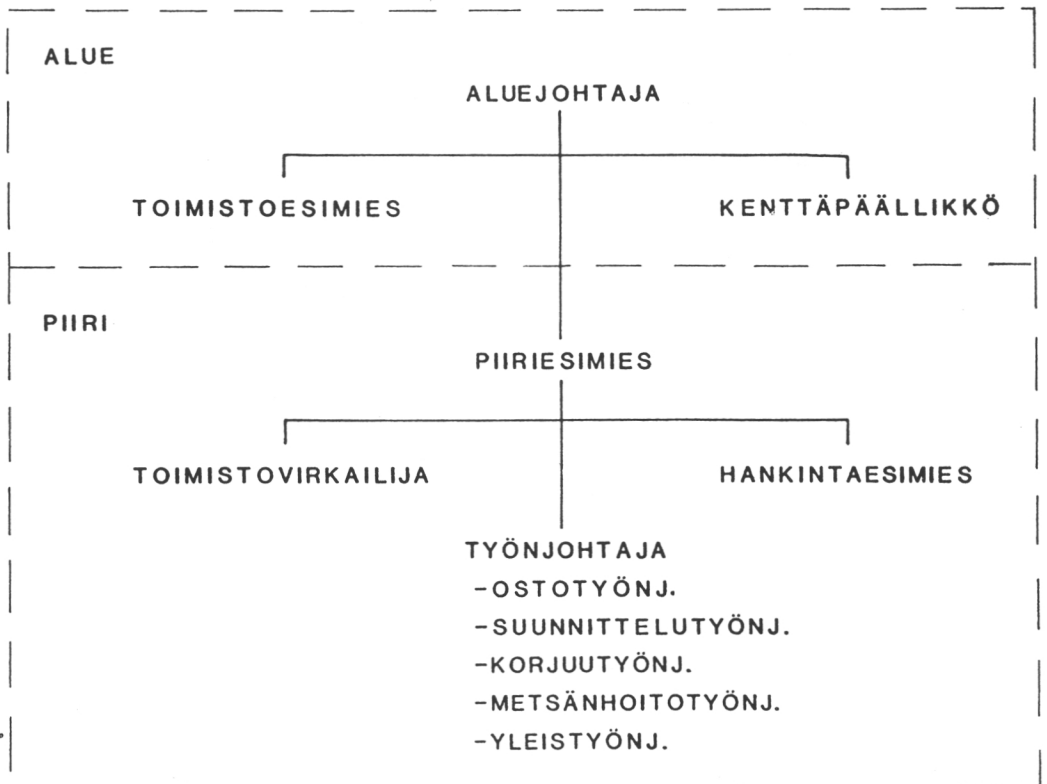 ALUE
ALUEJOHTAJA
TOIMISTOESIMIES KENTTÄPÄÄLLIKKÖ
PIIRI
PIIRIESIMIES
TOIMISTOVIRKAILIJA HANKINTAESIMIES
TYÖNJOHTAJA
-OSTOTYÖNJ.
-SUUNNITTELUTYÖNJ.
-KORJUUTYÖNJ.
-METSÄNHOITOTYÖNJ.
-YLEISTYÖNJ.